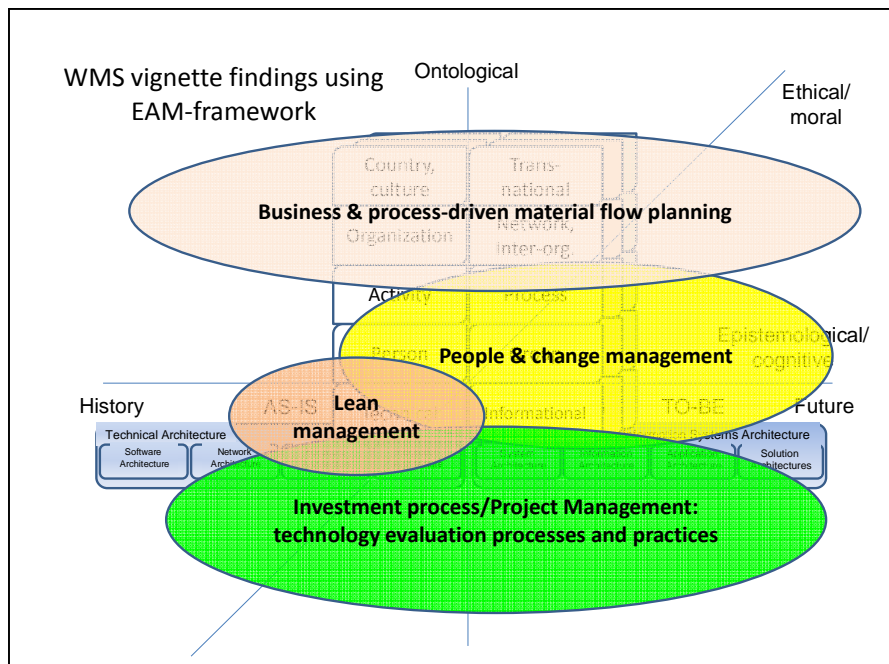 WMS vignette findings using
EAM-framework
Ontological
Ethical/
moral
Country,
culture
Trans-
national
Business & process-driven material flow planning
Organization
Network,
Inter-org
Activity
Process
Person
Epistemological/
cognitive
People & change management
History
AS-IS
Lean
management
Informational
TO-BE
Future
Technical Architecture
Systems Architecture
Software
Architecture
Network
Architecture
System
Architecture
Information
Architecture
Application
Architecture
Solution
Architectures
Investment process/Project Management:
technology evaluation processes and practices